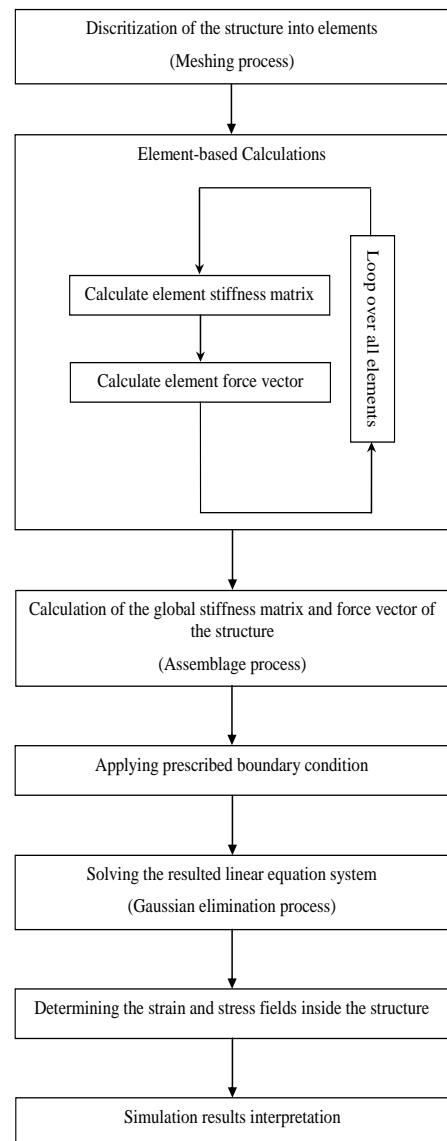 Discritization of the structure into elements
(Meshing process)
Element-based Calculations
Loop over all elements
Calculate element stiffness matrix
Calculate element force vector
Calculation of the global stiffness matrix and force vector of
the structure
(Assemblage process)
Applying prescribed boundary condition
Solving the resulted linear equation system
(Gaussian elimination process)
Determining the strain and stress fields inside the structure
Simulation results interpretation